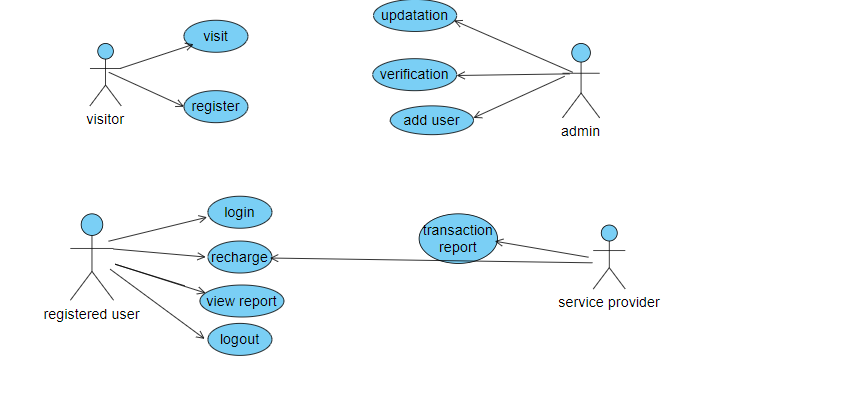 updatation
visit
verification
register
add user
visitor
admin
login
transaction
report
recharge
view report
service provider
registered user
logout